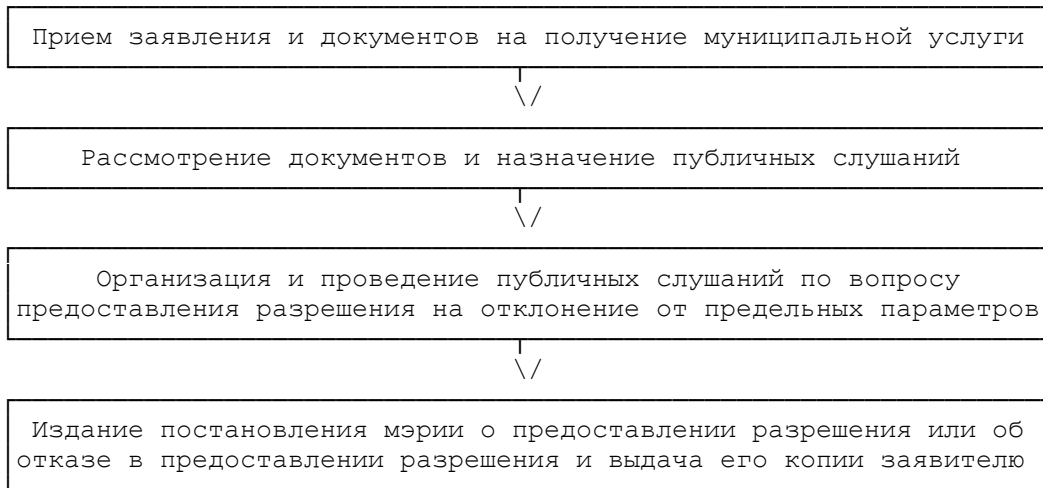 Прием заявления и документов на получение муниципальной услуги
\/
Рассмотрение документов и назначение публичных слушаний
\/
Организация и проведение публичных слушаний по вопросу
предоставления разрешения на отклонение от предельных параметров
\/
Издание постановления мэрии о предоставлении разрешения или об
отказе в предоставлении разрешения и выдача его копии заявителю